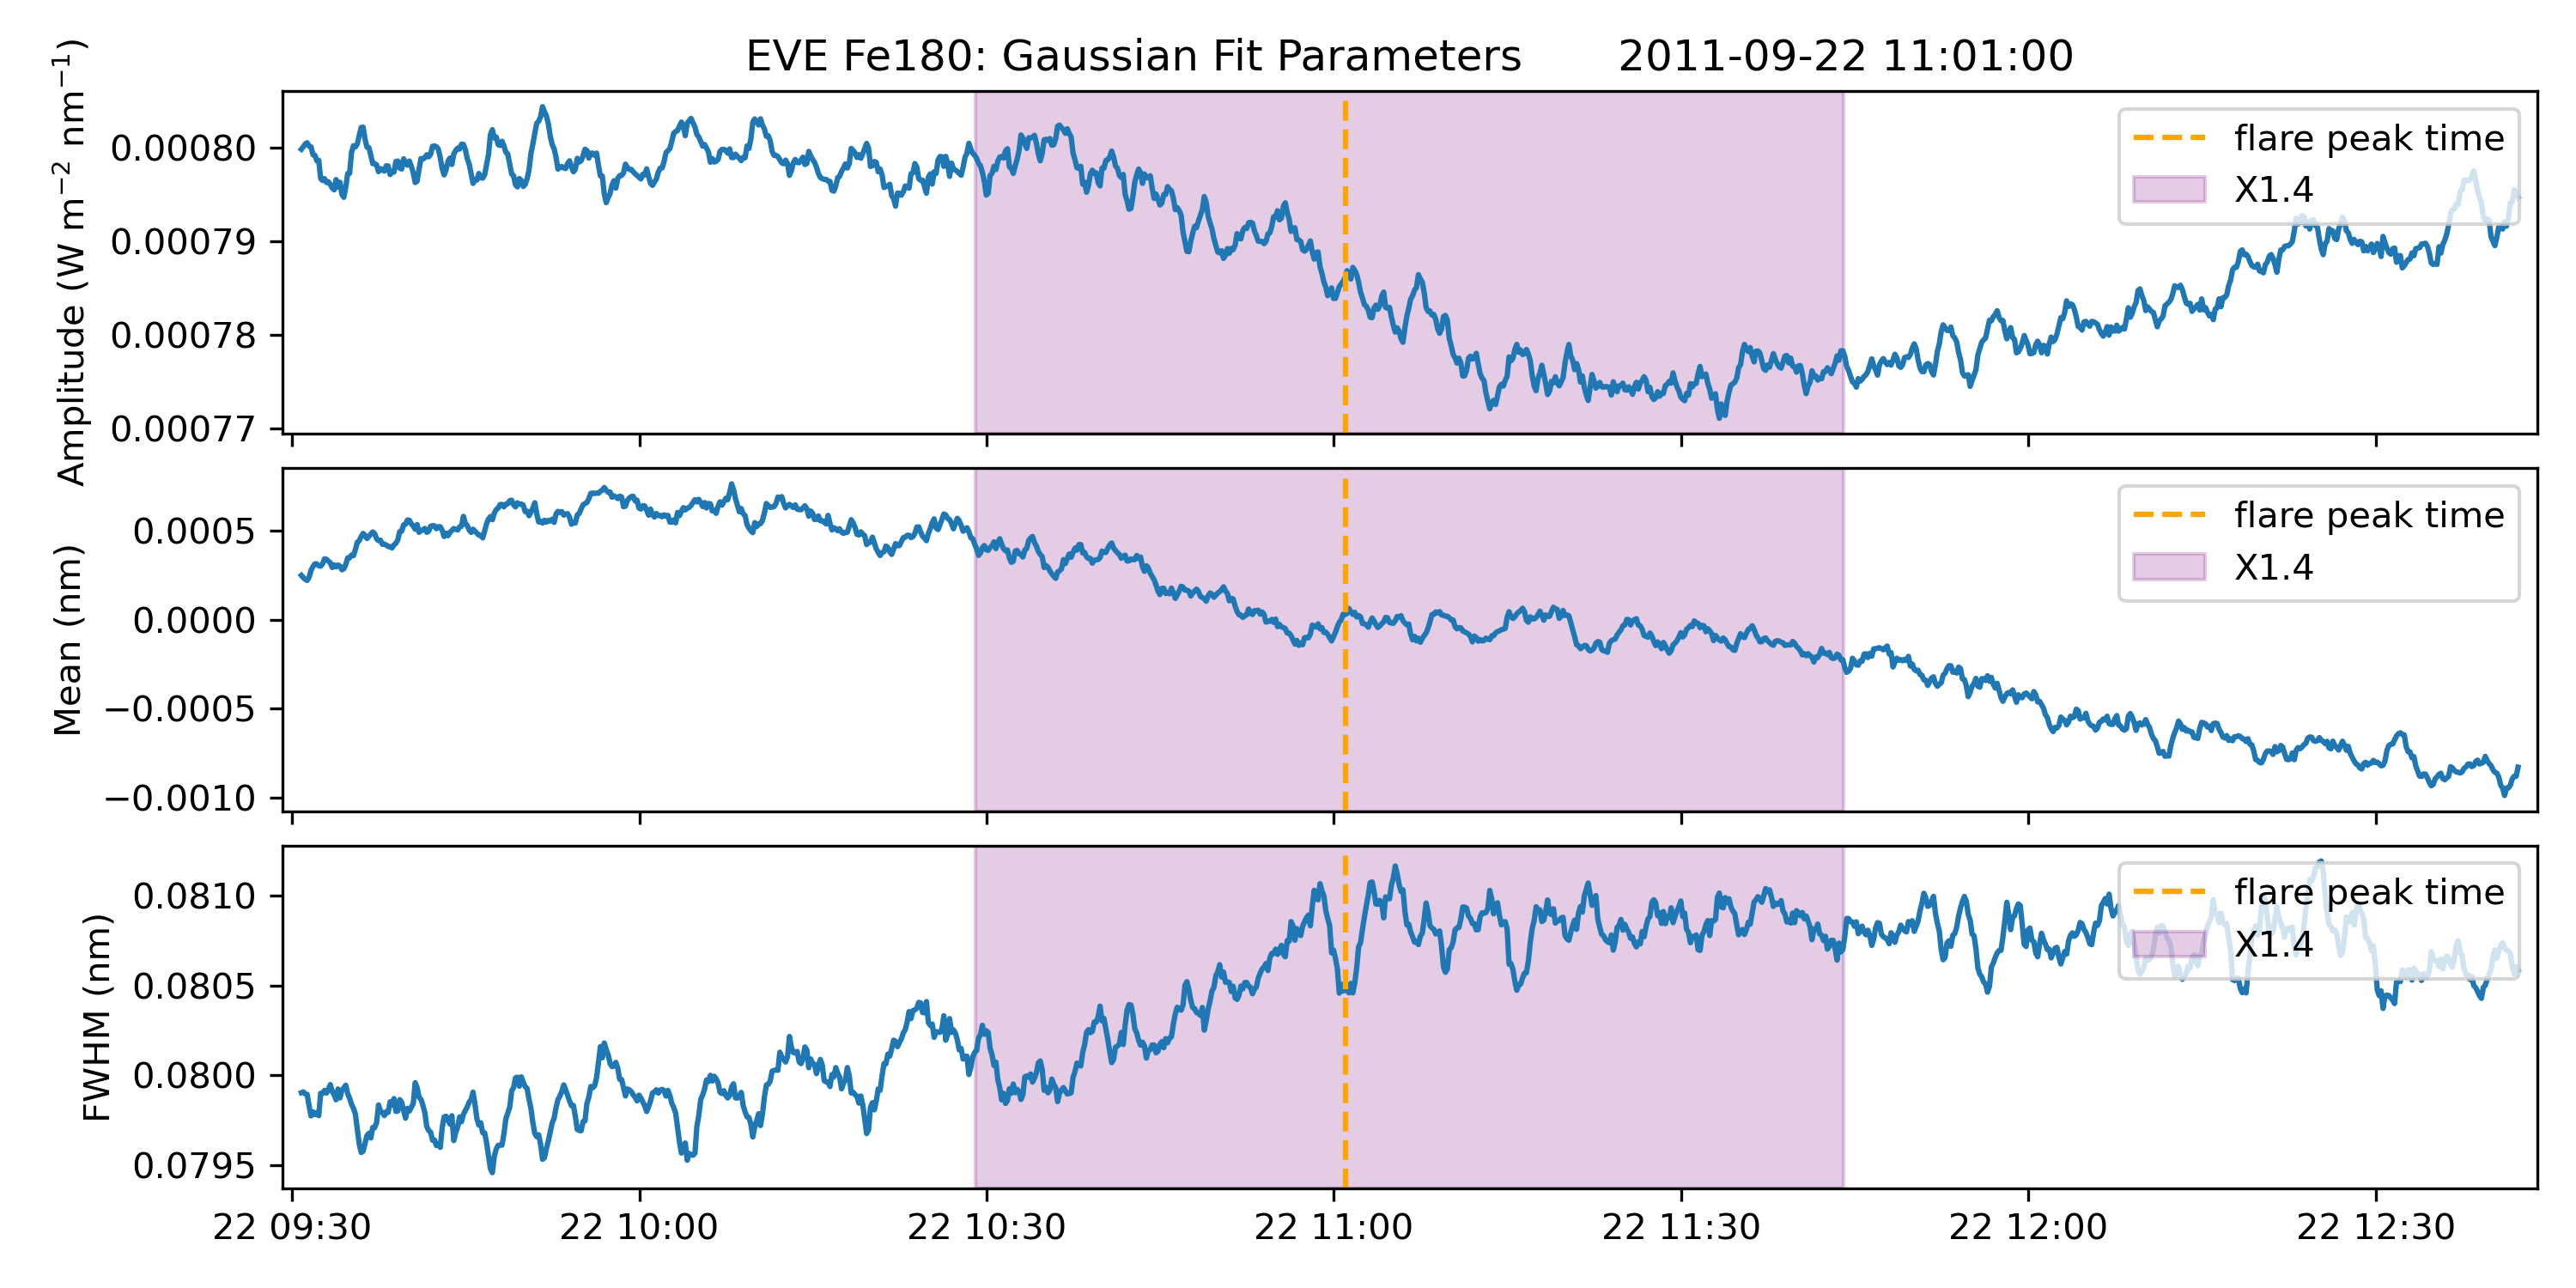 EVE Fe180: Gaussian Fit Parameters 2011-09-22 11:01:00
Amplitude (W m⁻² nm⁻¹)
0.00080
0.00079
0.00078
0.00077
flare peak time
X1.4
Mean (nm)
0.0005
0.0000
−0.0005
−0.0010
flare peak time
X1.4
FWHM (nm)
0.0810
0.0805
0.0800
0.0795
flare peak time
X1.4
22 09:30 22 10:00 22 10:30 22 11:00 22 11:30 22 12:00 22 12:30